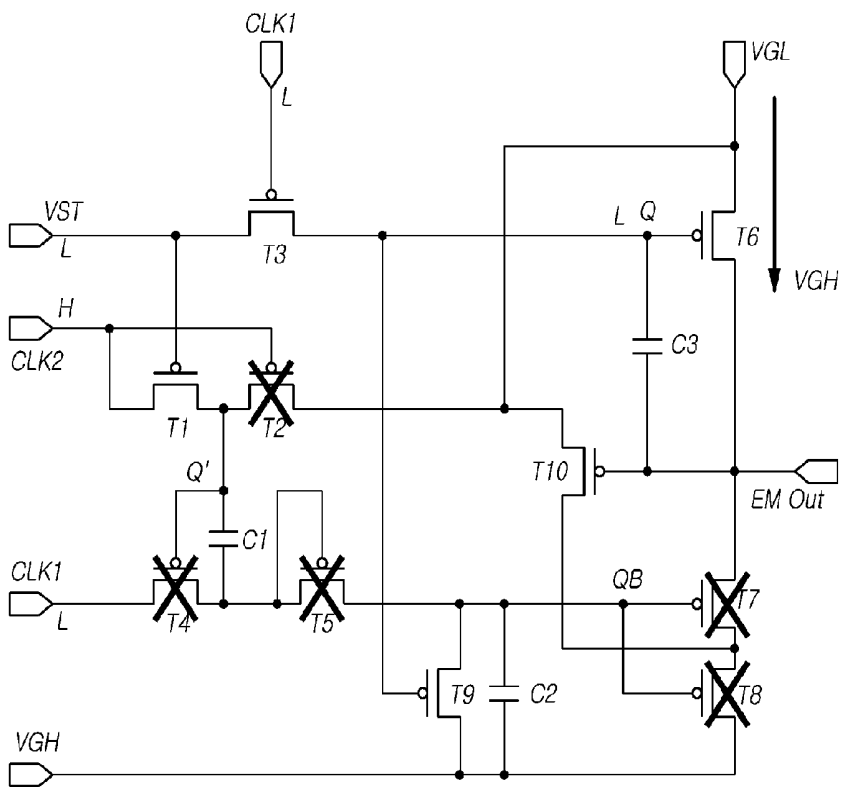 CLK1
L
VGL
VST
L
T3
L Q
T6
VGH
H
CLK2
T1
T2
C3
T10
EM Out
Q'
C1
CLK1
L
T4
T5
QB
T7
T9
C2
T8
VGH